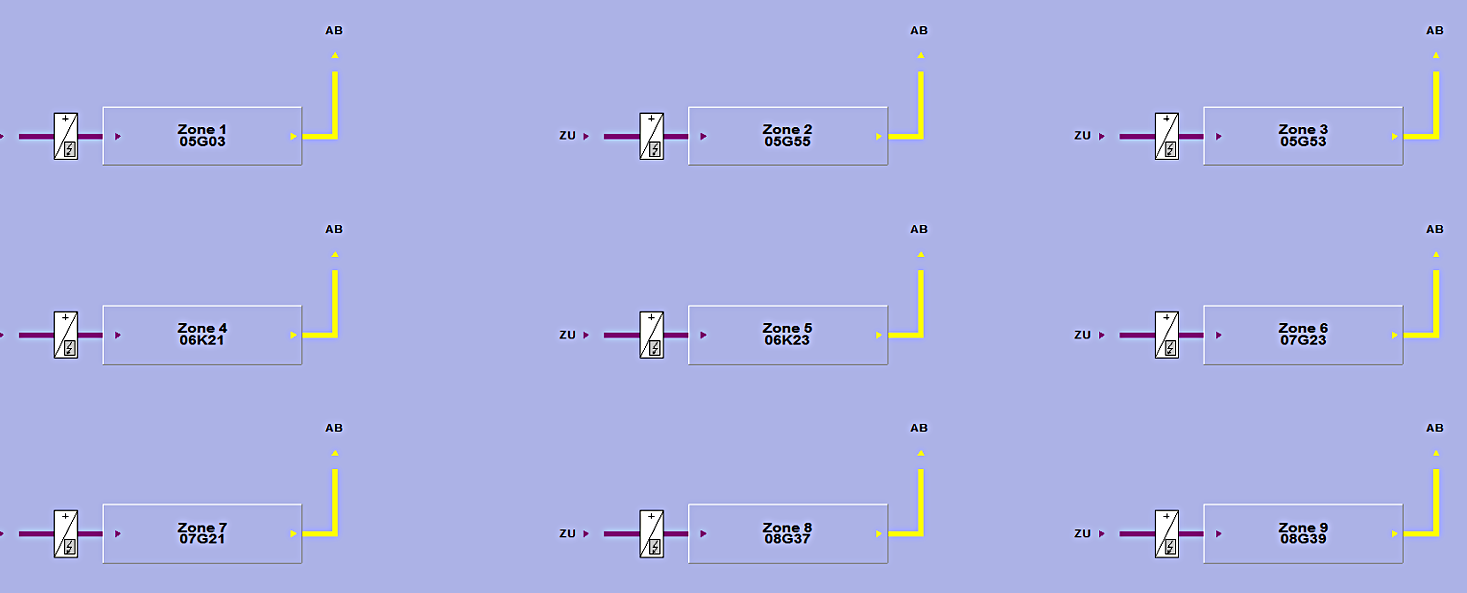 AB
AB
AB
Zone 1
05G03
ZU
Zone 2
05G55
ZU
Zone 3
05G53
AB
AB
AB
Zone 4
06K21
ZU
Zone 5
06K23
ZU
Zone 6
07G23
AB
AB
AB
Zone 7
07G21
ZU
Zone 8
08G37
ZU
Zone 9
08G39